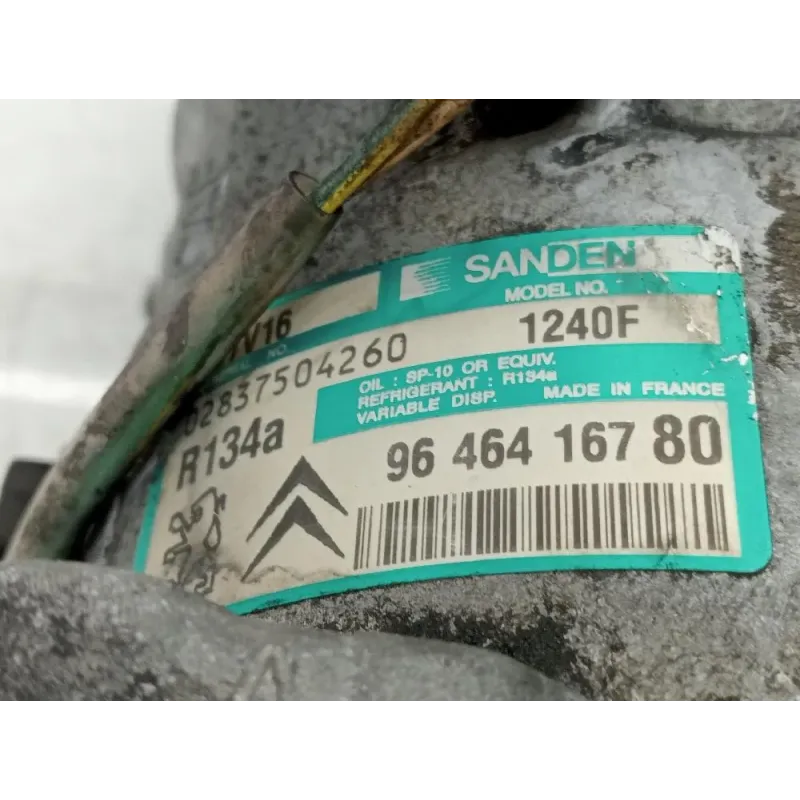 SANDEN
MODEL NO.
V16 1240F
NO.
02837504260
OIL : SP-10 OR EQUIV.
REFRIGERANT : R134a
VARIABLE DISP. MADE IN FRANCE
R134a
96 464 167 80